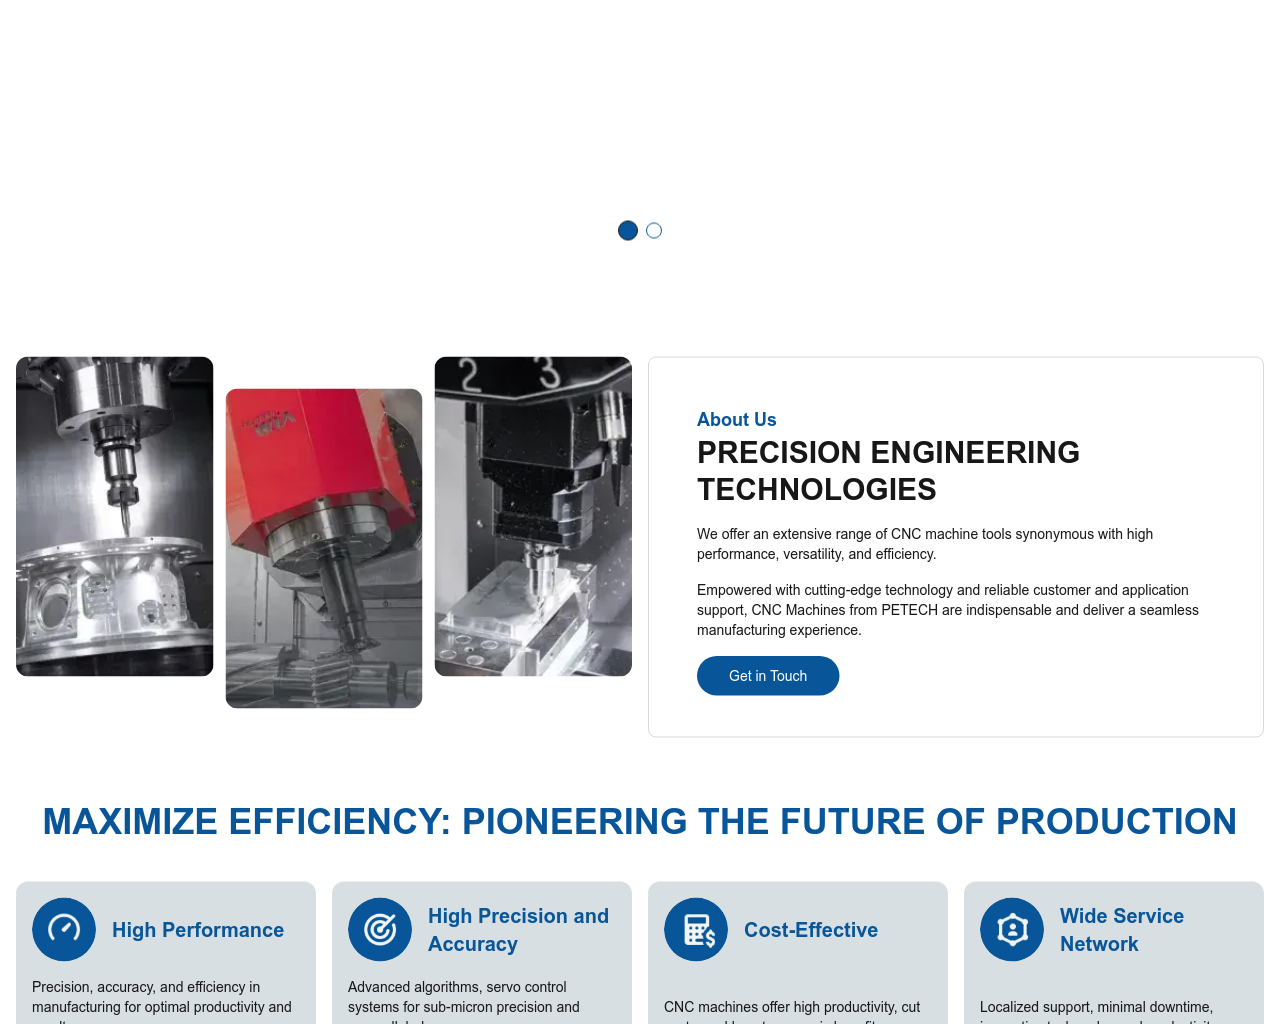 2 3
About Us
PRECISION ENGINEERING
TECHNOLOGIES
We offer an extensive range of CNC machine tools synonymous with high
performance, versatility, and efficiency.
Empowered with cutting-edge technology and reliable customer and application
support, CNC Machines from PETECH are indispensable and deliver a seamless
manufacturing experience.
Get in Touch
MAXIMIZE EFFICIENCY: PIONEERING THE FUTURE OF PRODUCTION
High Performance
Precision, accuracy, and efficiency in
manufacturing for optimal productivity and
High Precision and
Accuracy
Advanced algorithms, servo control
systems for sub-micron precision and
Cost-Effective
CNC machines offer high productivity, cut
Wide Service
Network
Localized support, minimal downtime,